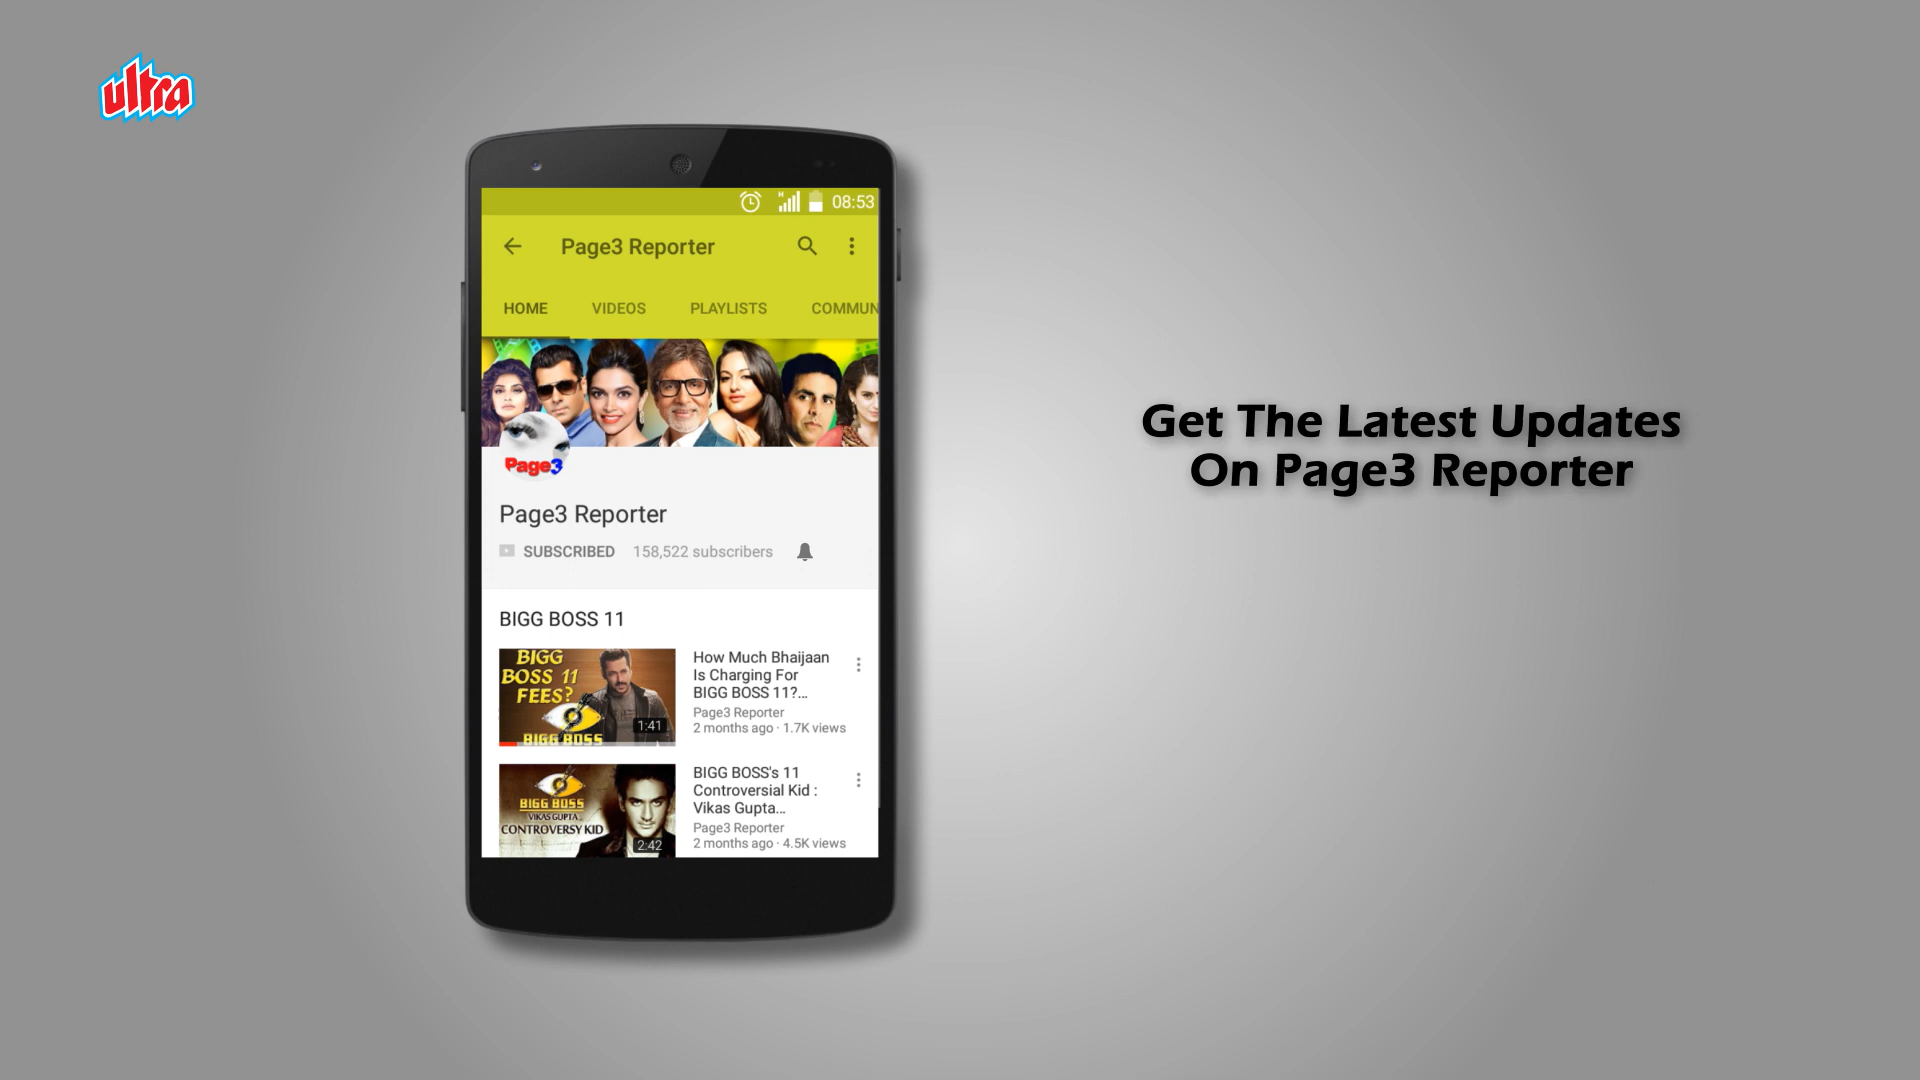 ultra
08:53
Page3 Reporter
HOME VIDEOS PLAYLISTS COMMUN
Page3
Page3 Reporter
SUBSCRIBED 158,522 subscribers
BIGG BOSS 11
BIGG
BOSS 11
FEES?
1:41
BIGG BOSS
How Much Bhaijaan
Is Charging For
BIGG BOSS 11?...
Page3 Reporter
2 months ago · 1.7K views
BIGG BOSS
VIKAS GUPTA
CONTROVERSY KID
2:42
BIGG BOSS's 11
Controversial Kid :
Vikas Gupta...
Page3 Reporter
2 months ago · 4.5K views
Get The Latest Updates
On Page3 Reporter